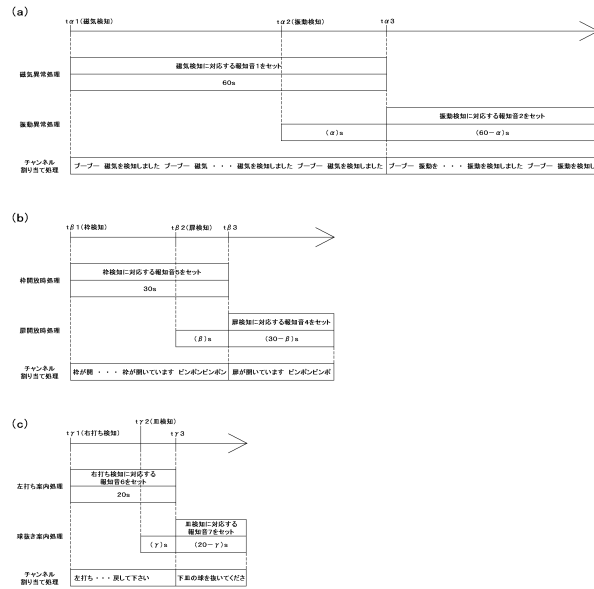 (a)
tα1(磁気検知)
tα2(振動検知)
tα3
磁気異常処理
磁気検知に対応する報知音1をセット
60s
振動異常処理
振動検知に対応する報知音2をセット
(α)s
(60-α)s
チャンネル
割り当て処理
ブーブー 磁気を検知しました ブーブー 磁気 ・・・ 磁気を検知しました ブーブー 磁気を検知しました
ブーブー 振動を ・・・ 振動を検知しました ブーブー 振動を検知し
(b)
tβ1(枠検知)
tβ2(扉検知)
tβ3
枠開放時処理
枠検知に対応する報知音5をセット
30s
扉開放時処理
扉検知に対応する報知音4をセット
(β)s
(30-β)s
チャンネル
割り当て処理
枠が開 ・・・ 枠が開いています ピンポンピンポン
扉が開いています ピンポンピンポ
(c)
tγ2(皿検知)
tγ1(右打ち検知)
tγ3
左打ち案内処理
右打ち検知に対応する
報知音6をセット
20s
球抜き案内処理
皿検知に対応する
報知音7をセット
(γ)s
(20-γ)s
チャンネル
割り当て処理
左打ち・・・戻して下さい
下皿の球を抜いてくださ